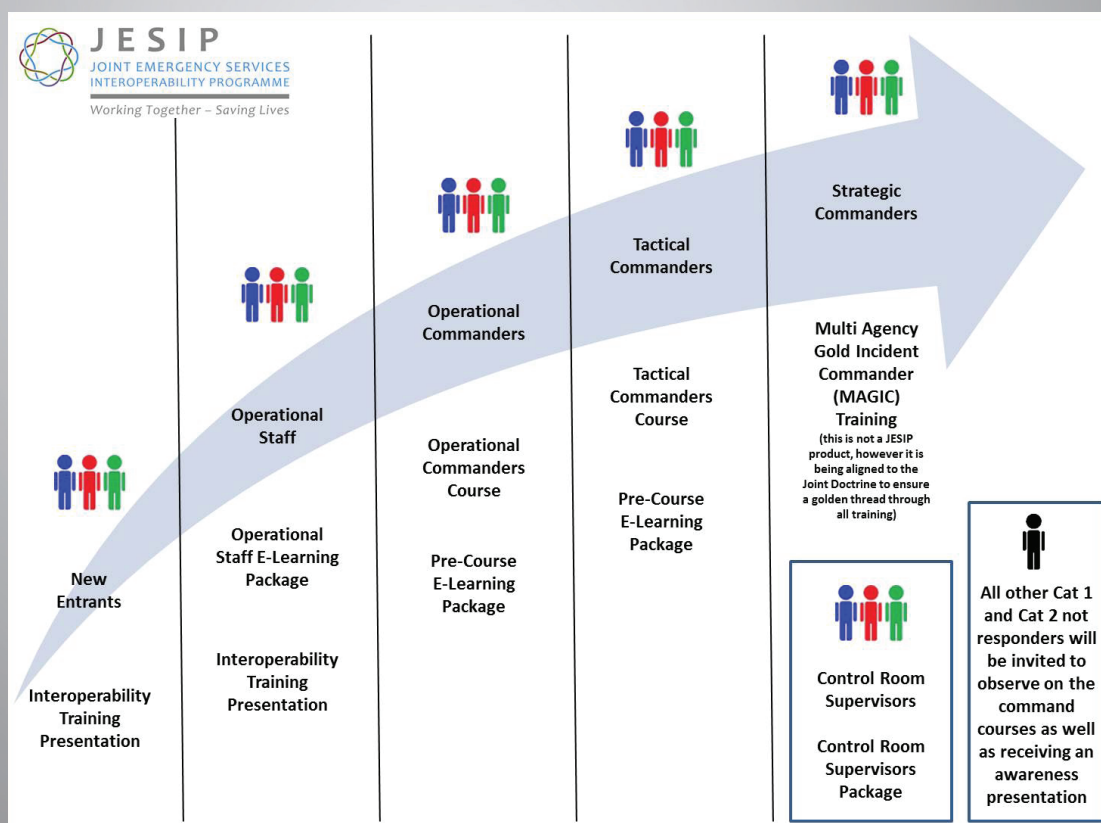 JESIP
JOINT EMERGENCY SERVICES
INTEROPERABILITY PROGRAMME
Working Together – Saving Lives
New
Entrants
Interoperability
Training
Presentation
Operational
Staff
Operational
Staff E-Learning
Package
Interoperability
Training
Presentation
Operational
Commanders
Operational
Commanders
Course
Pre-Course
E-Learning
Package
Tactical
Commanders
Tactical
Commanders
Course
Pre-Course
E-Learning
Package
Strategic
Commanders
Multi Agency
Gold Incident
Commander
(MAGIC)
Training
(this is not a JESIP
product, however it is
being aligned to the
Joint Doctrine to ensure
a golden thread through
all training)
Control Room
Supervisors
Control Room
Supervisors
Package
All other Cat 1
and Cat 2 not
responders will
be invited to
observe on the
command
courses as well
as receiving an
awareness
presentation